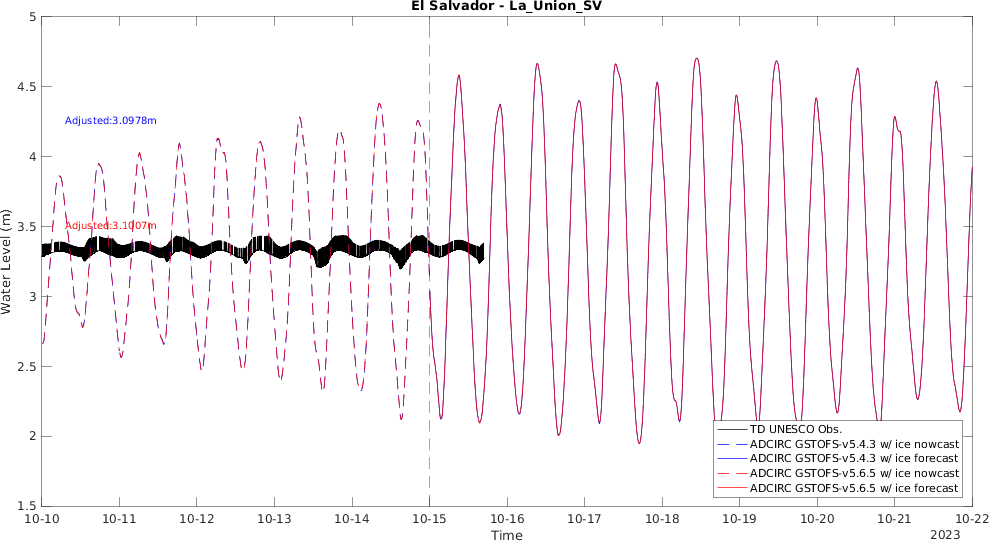 El Salvador - La_Union_SV
5
4.5
4
3.5
3
2.5
2
1.5
Water Level (m)
Adjusted:3.0978m
Adjusted:3.1007m
TD UNESCO Obs.
ADCIRC GSTOFS-v5.4.3 w/ ice nowcast
ADCIRC GSTOFS-v5.4.3 w/ ice forecast
ADCIRC GSTOFS-v5.6.5 w/ ice nowcast
ADCIRC GSTOFS-v5.6.5 w/ ice forecast
10-10 10-11 10-12 10-13 10-14 10-15 10-16 10-17 10-18 10-19 10-20 10-21 10-22
Time
2023